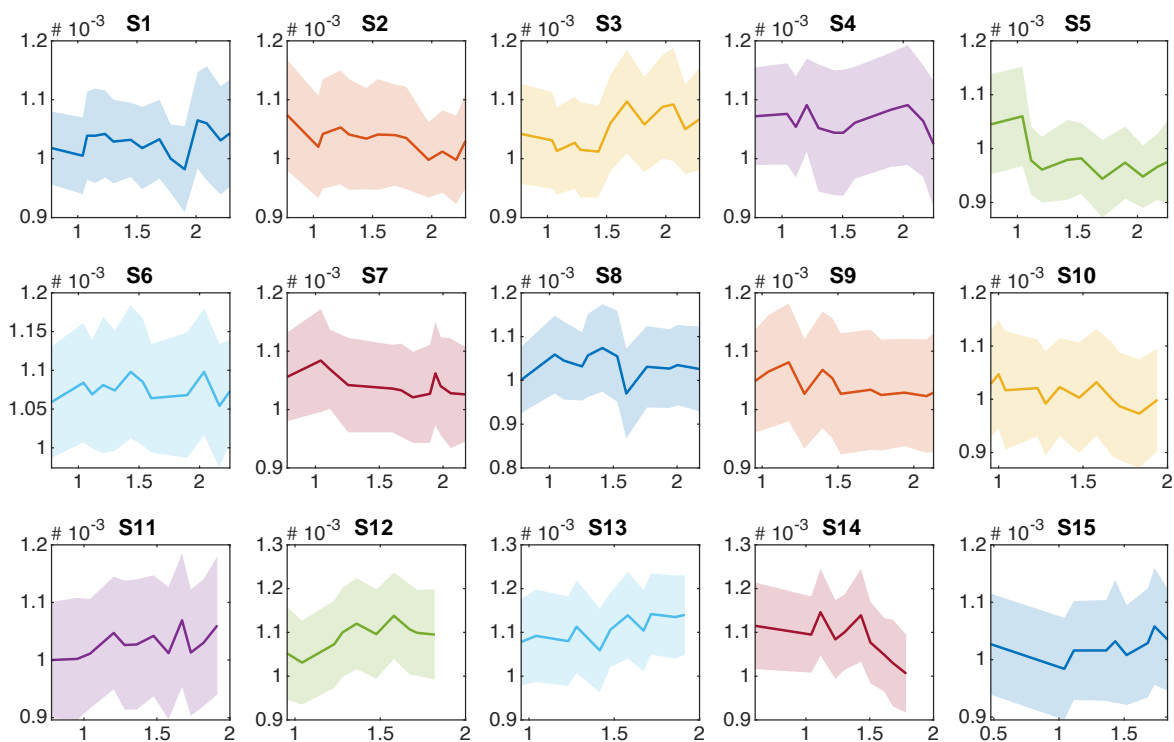 # 10^-3 S1 # 10^-3 S2 # 10^-3 S3 # 10^-3 S4 # 10^-3 S5
1.2 1.2 1.2 1.2 1.2
1.1 1.1 1.1 1.1 1.1
1 1 1 1 1
0.9 0.9 0.9 0.9 0.9
1 1.5 2 1 1.5 2 1 1.5 2 1 1.5 2 1 1.5 2
# 10^-3 S6 # 10^-3 S7 # 10^-3 S8 # 10^-3 S9 # 10^-3 S10
1.2 1.2 1.2 1.2 1.2
1.15 1.1 1.1 1.1 1.1
1.1 1 1 1 1
1.05 0.9 0.9 0.9 0.9
1 0.8
1 1.5 2 1 1.5 2 1 1.5 2 1 1.5 2 1 1.5 2
# 10^-3 S11 # 10^-3 S12 # 10^-3 S13 # 10^-3 S14 # 10^-3 S15
1.2 1.3 1.3 1.3 1.2
1.1 1.2 1.2 1.2 1.1
1 1.1 1.1 1.1 1
0.9 1 1 1 0.9
0.9 0.9 0.9
1 1.5 2 1 1.5 2 1 1.5 2 1 1.5 2 0.5 1 1.5